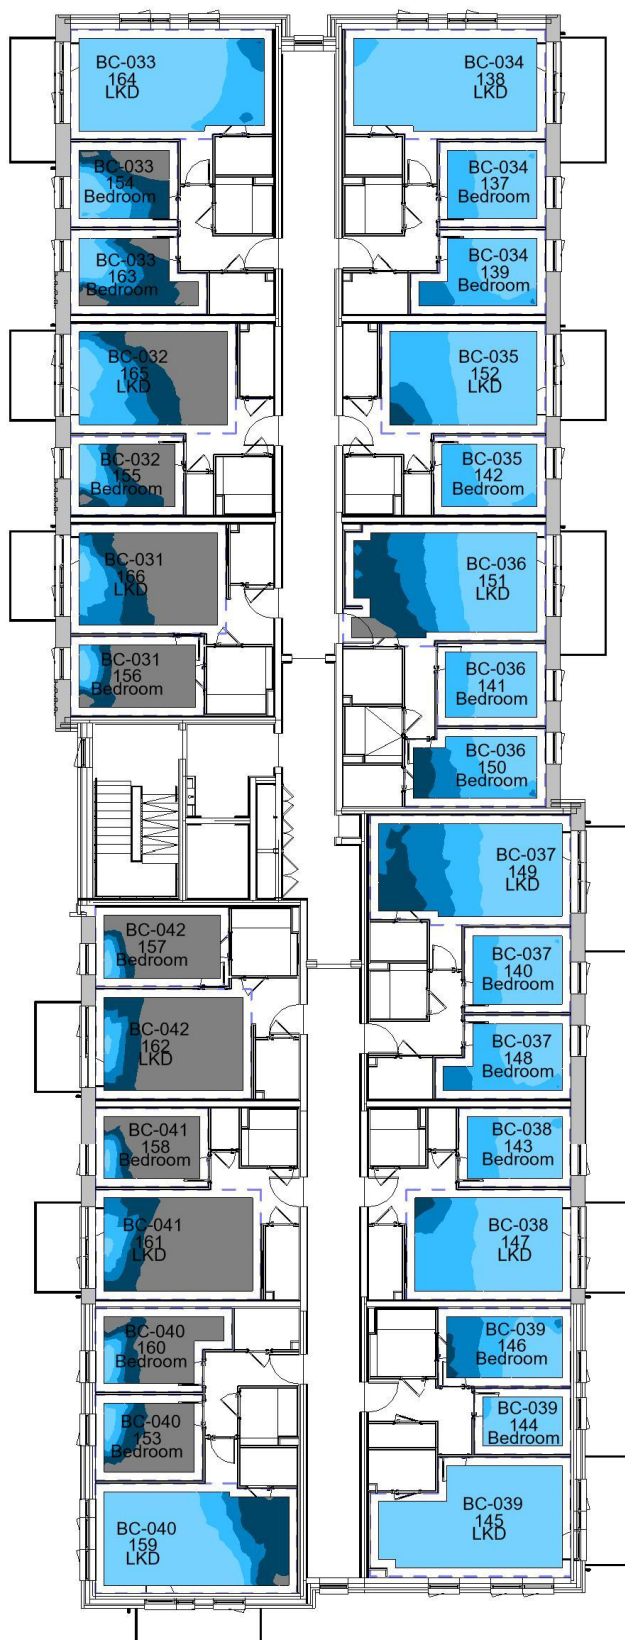 BC-033
164
LKD
BC-034
138
LKD
BC-033
154
Bedroom
BC-034
137
Bedroom
BC-033
163
Bedroom
BC-034
139
Bedroom
BC-032
165
LKD
BC-035
152
LKD
BC-032
155
Bedroom
BC-035
142
Bedroom
BC-031
166
LKD
BC-036
151
LKD
BC-031
156
Bedroom
BC-036
141
Bedroom
BC-036
150
Bedroom
BC-037
149
LKD
BC-042
157
Bedroom
BC-037
140
Bedroom
BC-042
162
LKD
BC-037
148
Bedroom
BC-041
158
Bedroom
BC-038
143
Bedroom
BC-041
161
LKD
BC-038
147
LKD
BC-040
160
Bedroom
BC-039
146
Bedroom
BC-040
153
Bedroom
BC-039
144
Bedroom
BC-040
159
LKD
BC-039
145
LKD